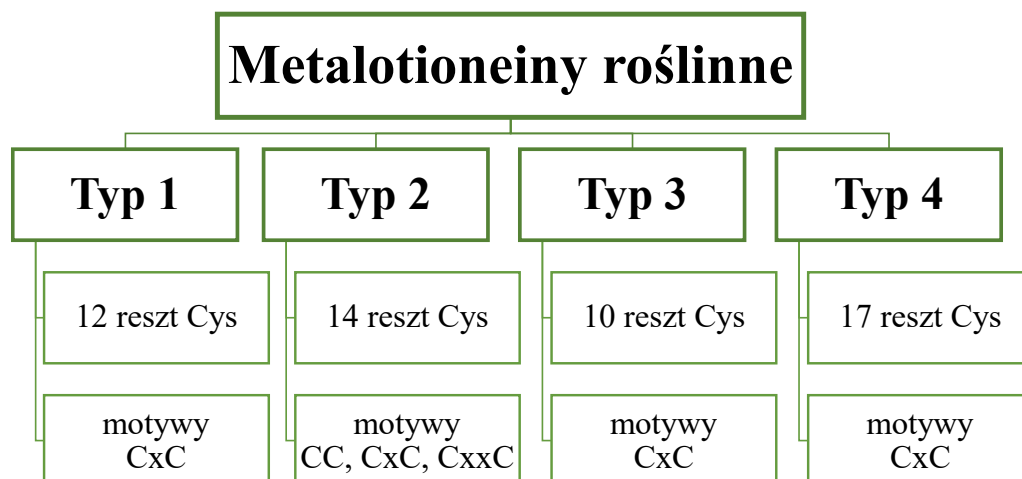 Metalotioneiny roślinne
Typ 1
Typ 2
Typ 3
Typ 4
12 reszt Cys
14 reszt Cys
10 reszt Cys
17 reszt Cys
motywy
CxC
motywy
CC, CxC, CxxC
motywy
CxC
motywy
CxC